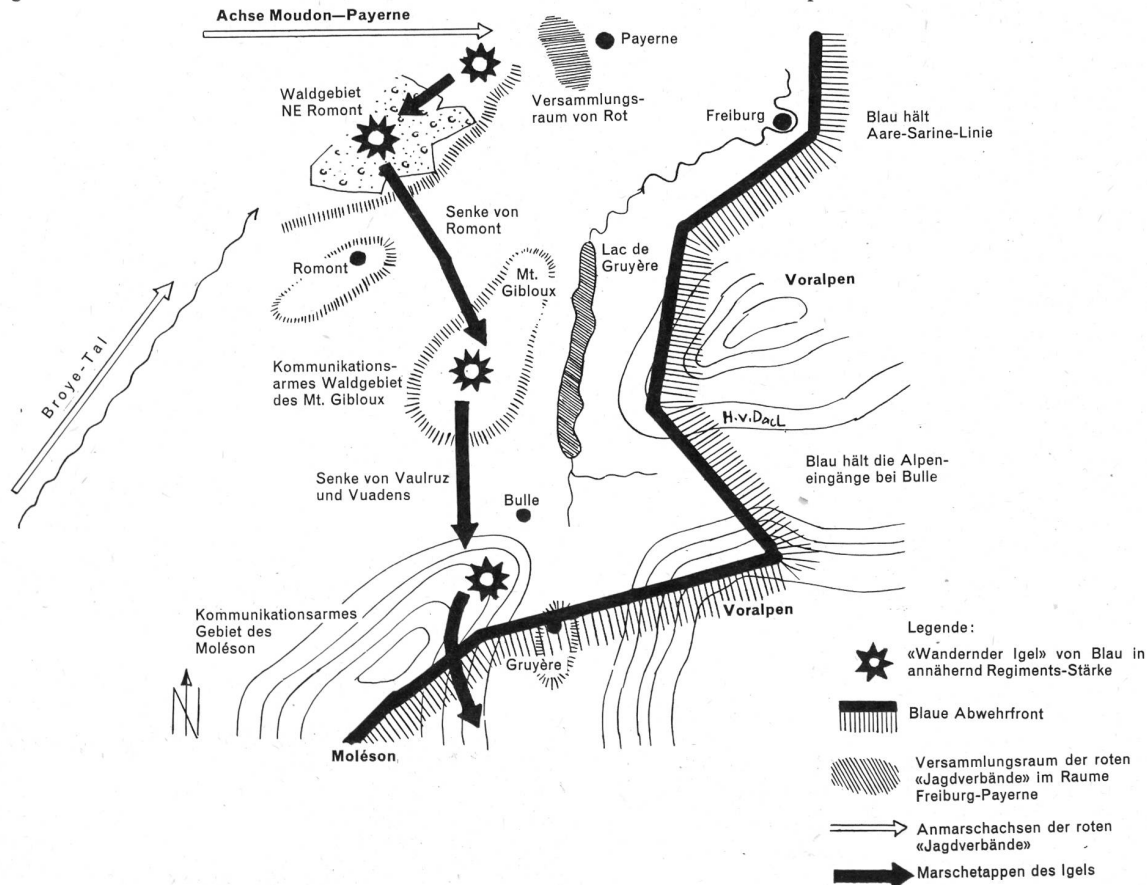 Achse Moudon—Payerne
Payerne
Waldgebiet
NE Romont
Versammlungs-
raum von Rot
Freiburg
Blau hält
Aare-Sarine-Linie
Senke von
Romont
Romont
Mt.
Gibloux
Lac de
Gruyère
Voralpen
Broye-Tal
Kommunikations-
armes Waldgebiet
des Mt. Gibloux
H.v.Dach
Senke von Vaulruz
und Vuadens
Bulle
Blau hält die Alpen-
eingänge bei Bulle
Kommunikationsarmes
Gebiet des
Moléson
Voralpen
Gruyère
N
Moléson
Legende:
«Wandernder Igel» von Blau in
annähernd Regiments-Stärke
Blaue Abwehrfront
Versammlungsraum der roten
«Jagdverbände» im Raume
Freiburg-Payerne
Anmarschachsen der roten
«Jagdverbände»
Marschetappen des Igels